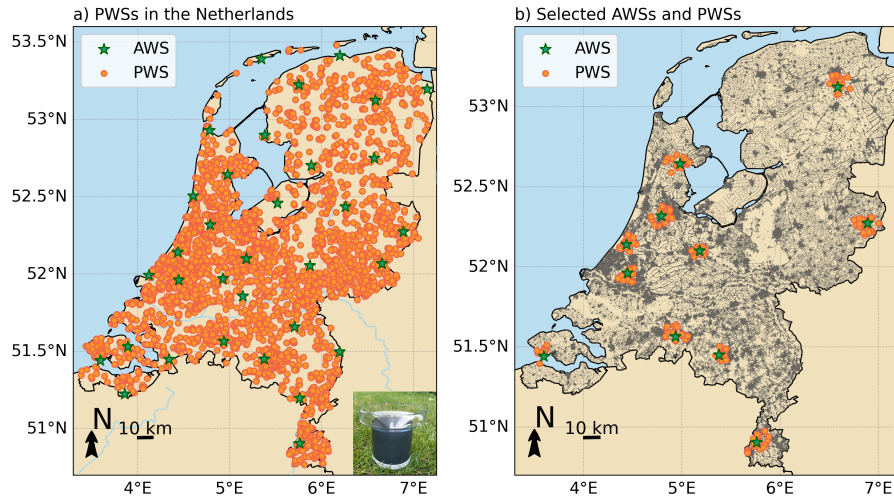 a) PWSs in the Netherlands
AWS
PWS
53.5°N
53°N
52.5°N
52°N
51.5°N
51°N
N
10 km
4°E
5°E
6°E
7°E
b) Selected AWSs and PWSs
AWS
PWS
53°N
52.5°N
52°N
51.5°N
51°N
N
10 km
4°E
5°E
6°E
7°E